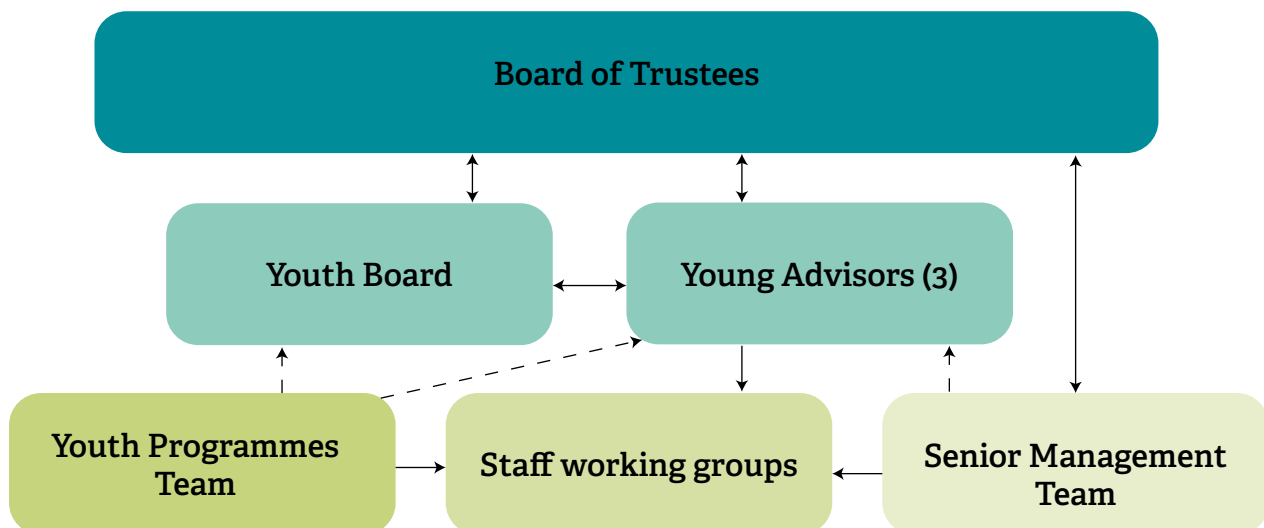 Board of Trustees
Youth Board
Young Advisors (3)
Youth Programmes
Team
Staff working groups
Senior Management
Team